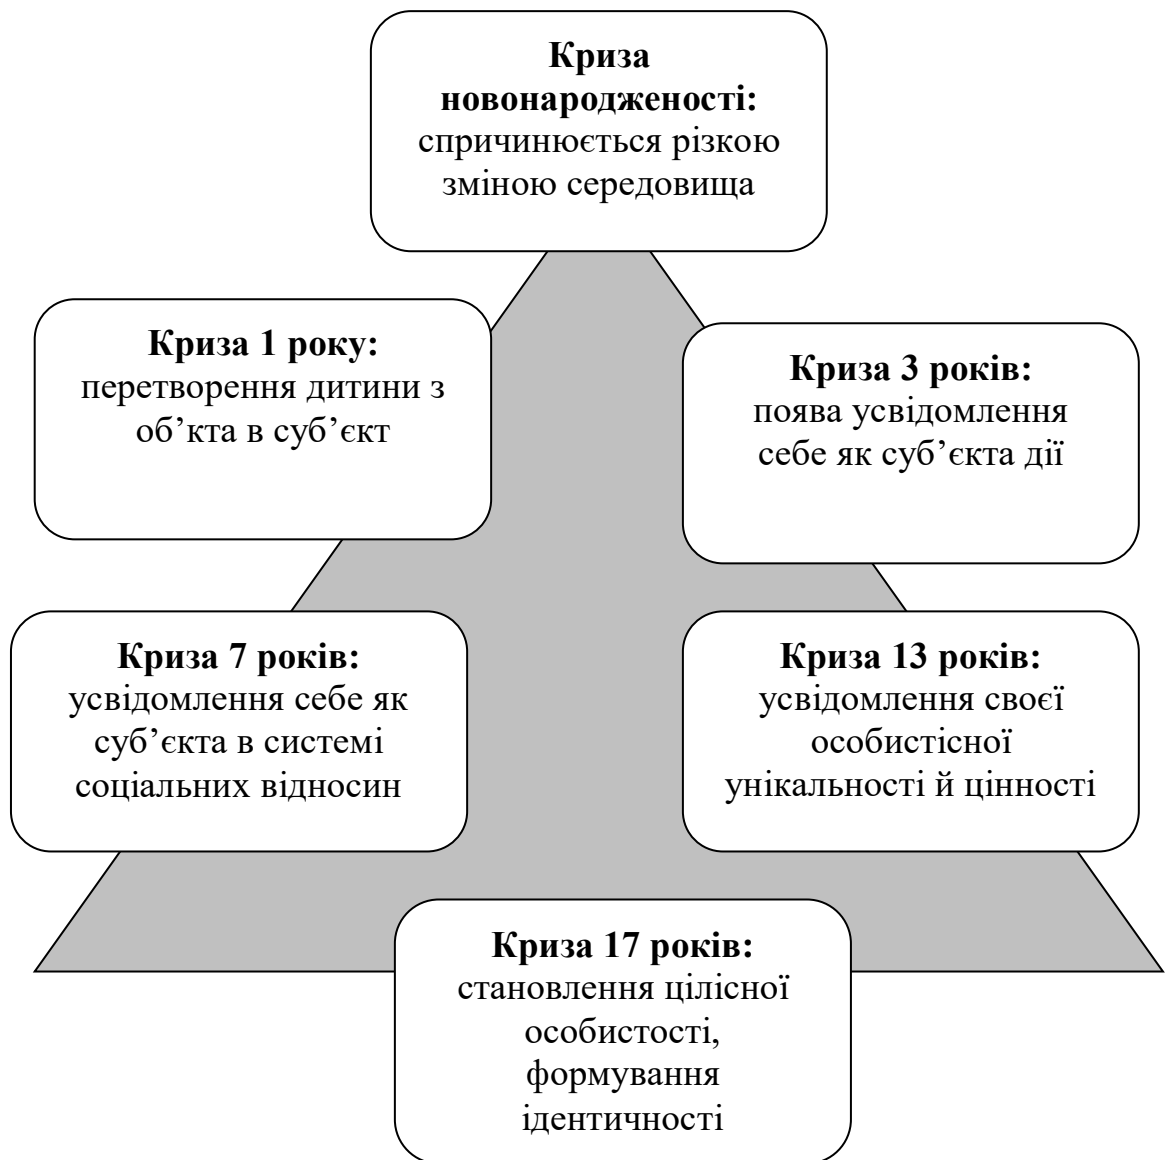 Криза
новонародженості:
спричинюється різкою
зміною середовища
Криза 1 року:
перетворення дитини з
об’кта в суб’єкт
Криза 3 років:
поява усвідомлення
себе як суб’єкта дії
Криза 7 років:
усвідомлення себе як
суб’єкта в системі
соціальних відносин
Криза 13 років:
усвідомлення своєї
особистісної
унікальності й цінності
Криза 17 років:
становлення цілісної
особистості,
формування
ідентичності